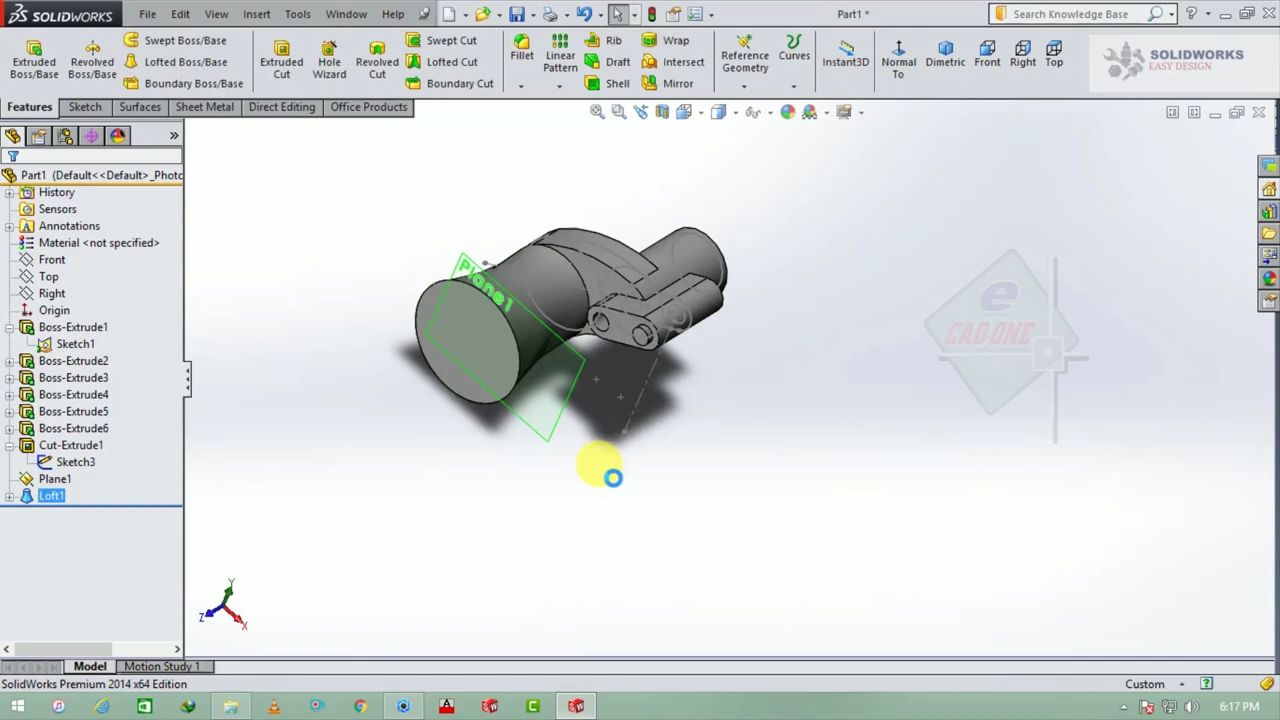 SOLIDWORKS File Edit View Insert Tools Window Help Part1 * Search Knowledge Base
Extruded Boss/Base
Revolved Boss/Base
Swept Boss/Base
Lofted Boss/Base
Boundary Boss/Base
Extruded Cut
Hole Wizard
Revolved Cut
Swept Cut
Lofted Cut
Boundary Cut
Fillet
Linear Pattern
Rib
Draft
Shell
Wrap
Intersect
Mirror
Reference Geometry
Curves
Instant3D
Normal To
Dimetric
Front
Right
Top
SOLIDWORKS
EASY DESIGN
Features Sketch Surfaces Sheet Metal Direct Editing Office Products
Part1 (Default<<Default>_Photo
History
Sensors
Annotations
Material <not specified>
Front
Top
Right
Origin
Boss-Extrude1
Sketch1
Boss-Extrude2
Boss-Extrude3
Boss-Extrude4
Boss-Extrude5
Boss-Extrude6
Cut-Extrude1
Sketch3
Plane1
Loft1
Plane1
e
CAD-ONE
Y
Z
X
Model Motion Study 1
SolidWorks Premium 2014 x64 Edition Custom
6:17 PM